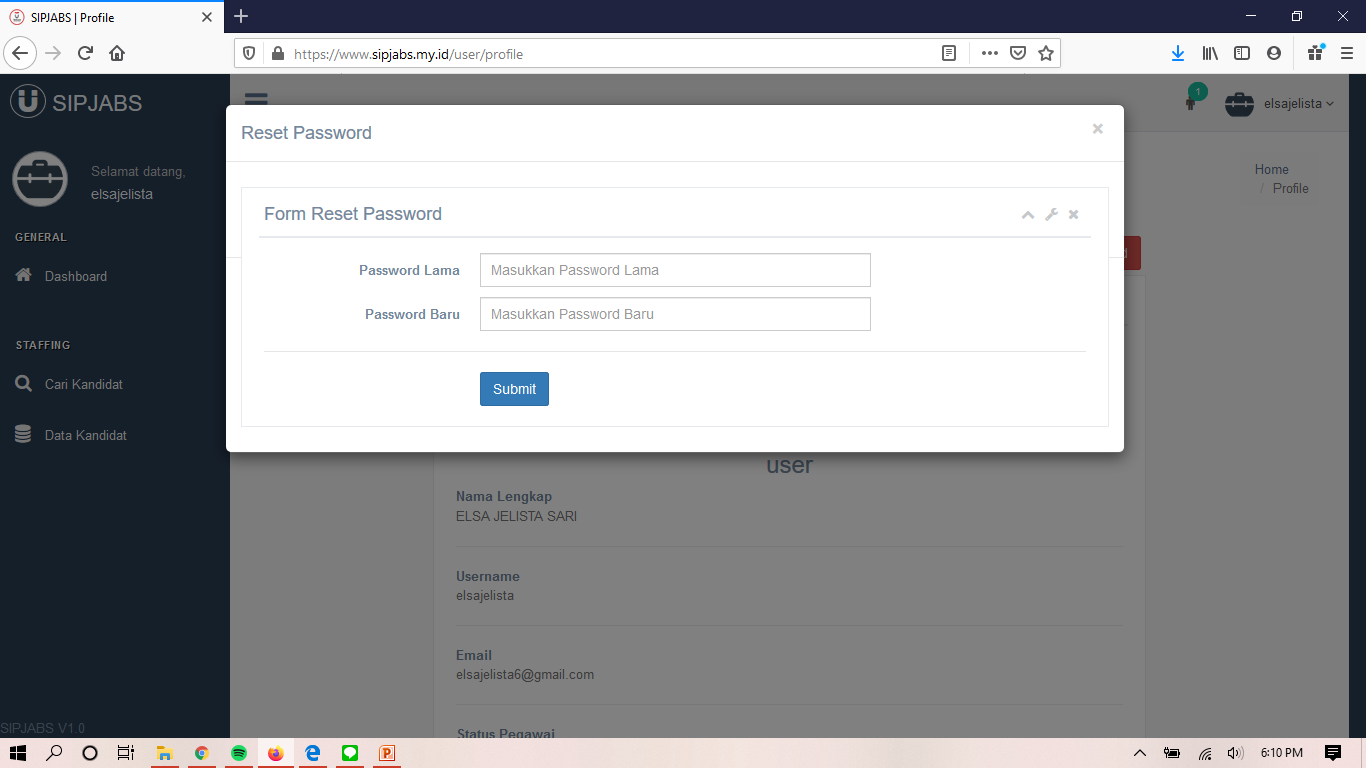 SIPJABS | Profile
https://www.sipjabs.my.id/user/profile
SIPJABS
1
elsajelista
Selamat datang,
elsajelista
GENERAL
Dashboard
STAFFING
Cari Kandidat
Data Kandidat
SIPJABS V1.0
Home
/ Profile
Reset Password
Form Reset Password
Password Lama
Masukkan Password Lama
Password Baru
Masukkan Password Baru
Submit
user
Nama Lengkap
ELSA JELISTA SARI
Username
elsajelista
Email
elsajelista6@gmail.com
Status Pegawai
6:10 PM